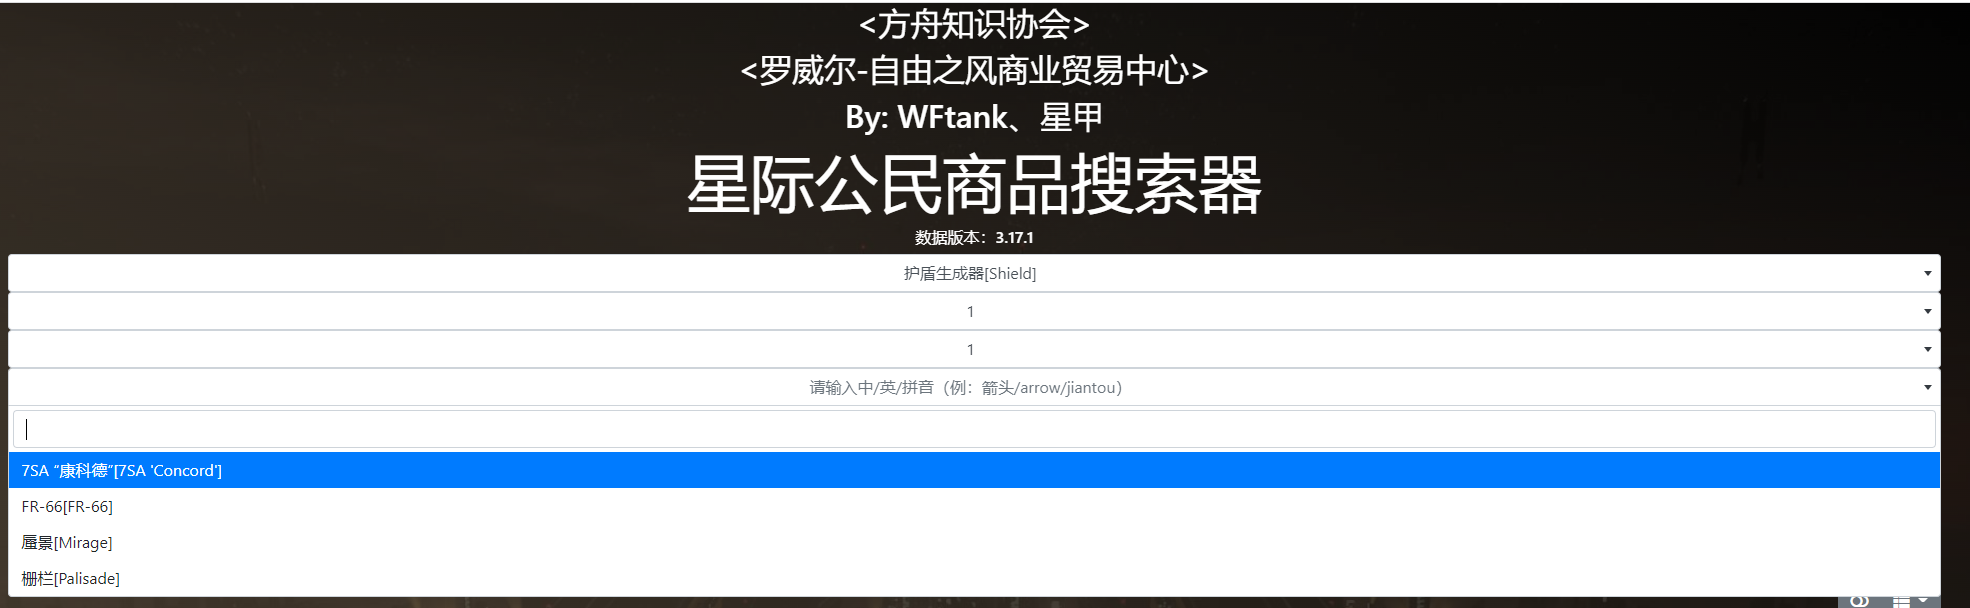 <方舟知识协会>
<罗威尔-自由之风商业贸易中心>
By: WFtank、星甲
星际公民商品搜索器
数据版本：3.17.1
护盾生成器[Shield]
1
1
请输入中/英/拼音（例：箭头/arrow/jiantou）
7SA “康科德”[7SA 'Concord']
FR-66[FR-66]
蜃景[Mirage]
栅栏[Palisade]